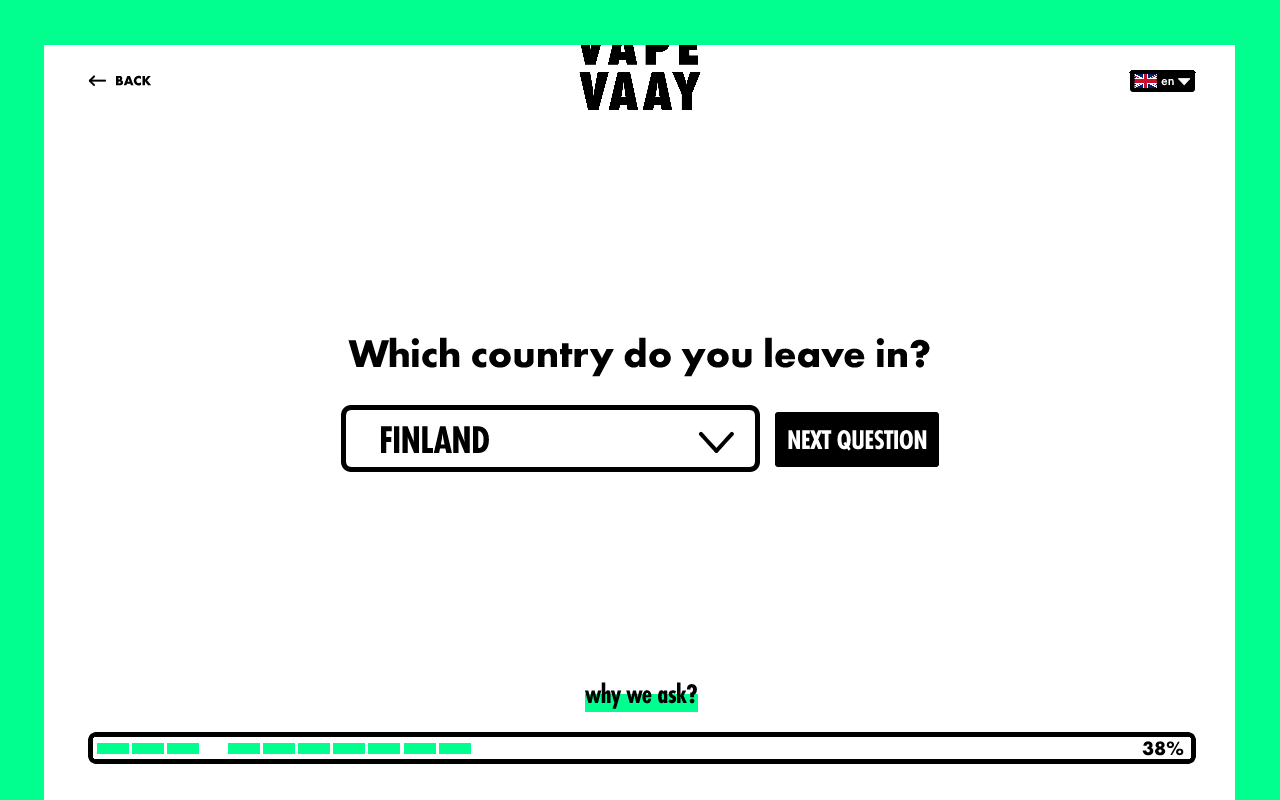 VAPE
VAAY
BACK
en
Which country do you leave in?
FINLAND
NEXT QUESTION
why we ask?
38%